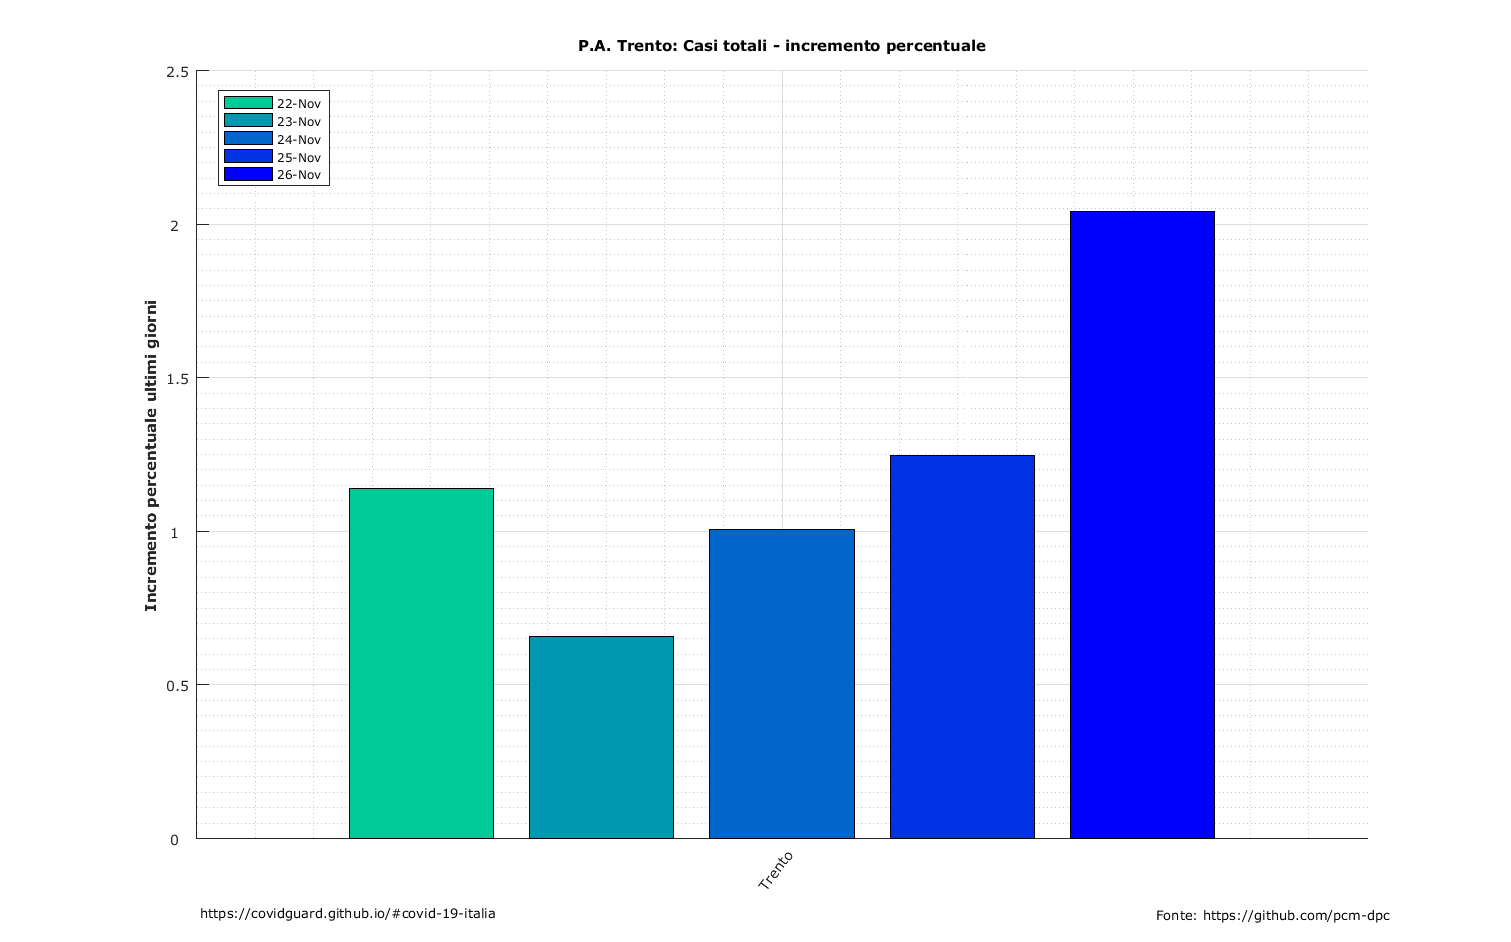 P.A. Trento: Casi totali - incremento percentuale
2.5
2
1.5
1
0.5
0
Incremento percentuale ultimi giorni
22-Nov
23-Nov
24-Nov
25-Nov
26-Nov
Trento
https://covidguard.github.io/#covid-19-italia
Fonte: https://github.com/pcm-dpc